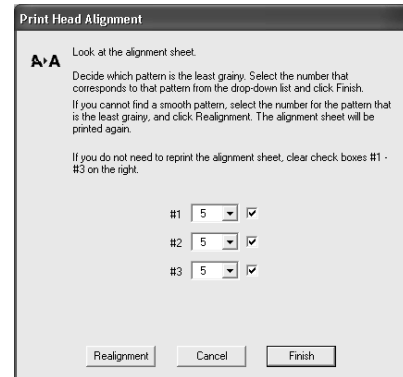 Print Head Alignment
A A
Look at the alignment sheet.
Decide which pattern is the least grainy. Select the number that
corresponds to that pattern from the drop-down list and click Finish.
If you cannot find a smooth pattern, select the number for the pattern that
is the least grainy, and click Realignment. The alignment sheet will be
printed again.
If you do not need to reprint the alignment sheet, clear check boxes #1 -
#3 on the right.
#1 5
#2 5
#3 5
Realignment Cancel Finish